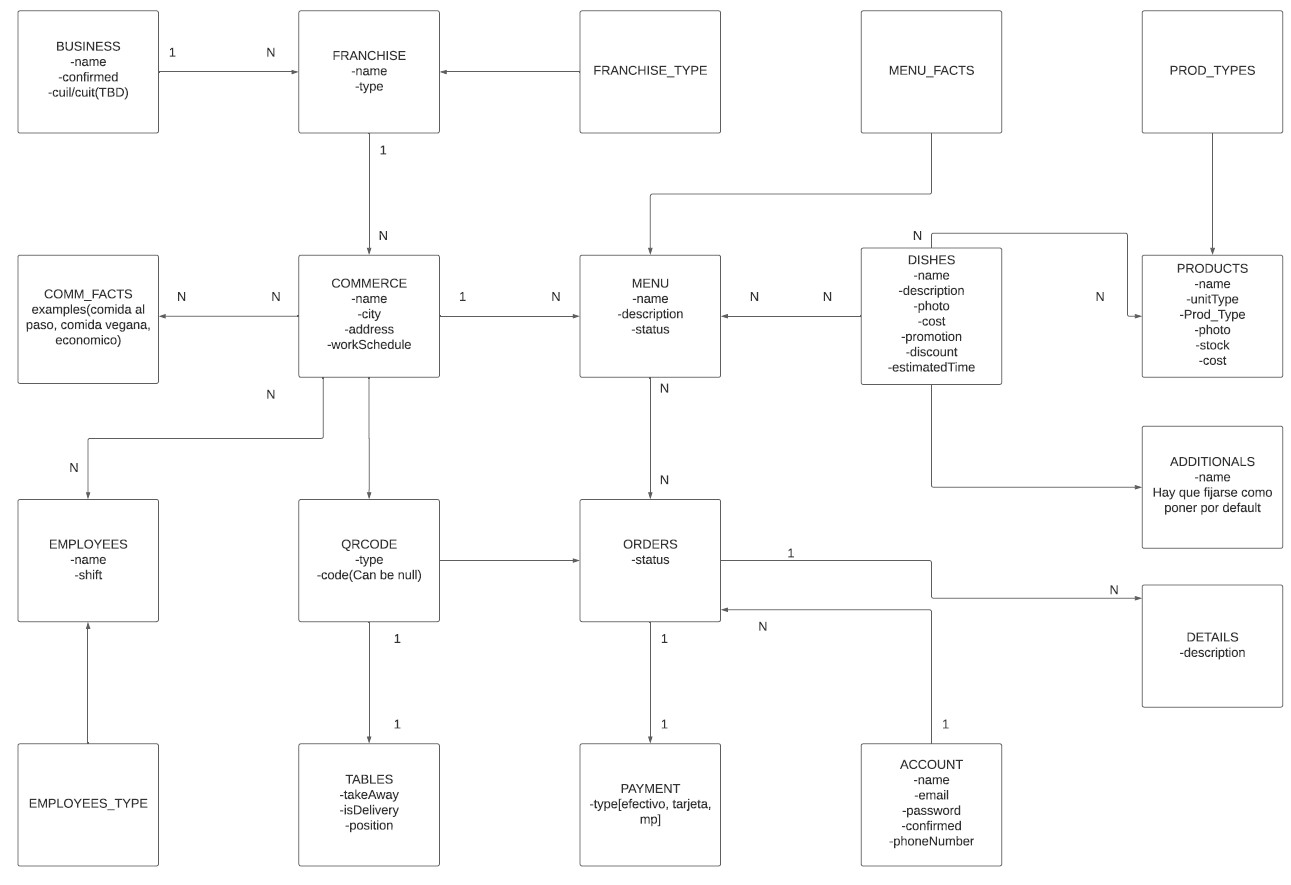 BUSINESS
-name
-confirmed
-cuil/cuit(TBD)
1
N
FRANCHISE
-name
-type
FRANCHISE_TYPE
MENU_FACTS
PROD_TYPES
1
N
COMM_FACTS
examples(comida al
paso, comida vegana,
economico)
N
N
COMMERCE
-name
-city
-address
-workSchedule
1
N
MENU
-name
-description
-status
N
N
N
DISHES
-name
-description
-photo
-cost
-promotion
-discount
-estimatedTime
N
PRODUCTS
-name
-unitType
-Prod_Type
-photo
-stock
-cost
N
N
N
N
ADDITIONALS
-name
Hay que fijarse como
poner por default
EMPLOYEES
-name
-shift
QRCODE
-type
-code(Can be null)
ORDERS
-status
1
N
N
DETAILS
-description
1
1
1
1
1
EMPLOYEES_TYPE
TABLES
-takeAway
-isDelivery
-position
PAYMENT
-type[efectivo, tarjeta,
mp]
ACCOUNT
-name
-email
-password
-confirmed
-phoneNumber